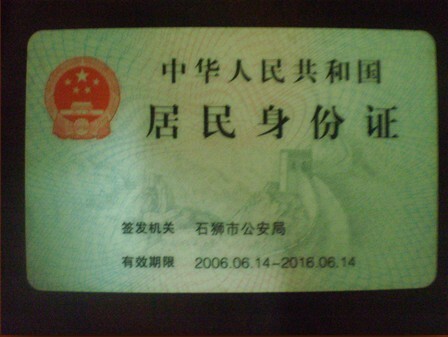 中华人民共和国
居民身份证
签发机关 石狮市公安局
有效期限 2006.06.14-2016.06.14